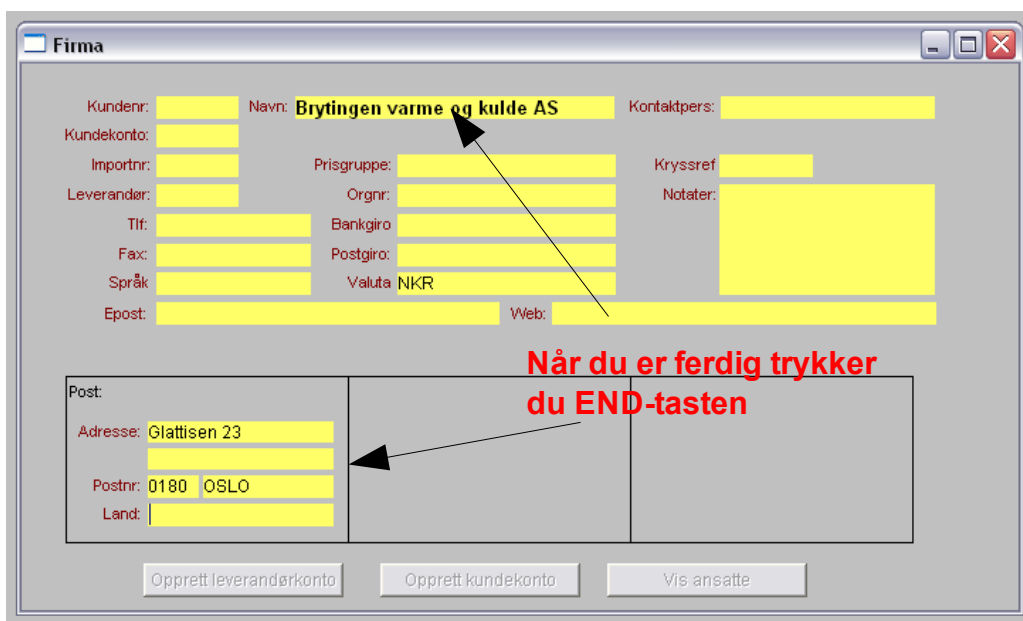 Firma
Kundenr: Navn: Brytingen varme og kulde AS Kontaktpers:
Kundekonto:
Importnr: Prisgruppe: Kryssref
Leverandør: Orgnr: Notater:
Tlf: Bankgiro
Fax: Postgiro:
Språk Valuta NKR
Epost: Web:
Når du er ferdig trykker
du END-tasten
Post:
Adresse: Glattisen 23
Postnr: 0180 OSLO
Land:
Opprett leverandørkonto Opprett kundekonto Vis ansatte